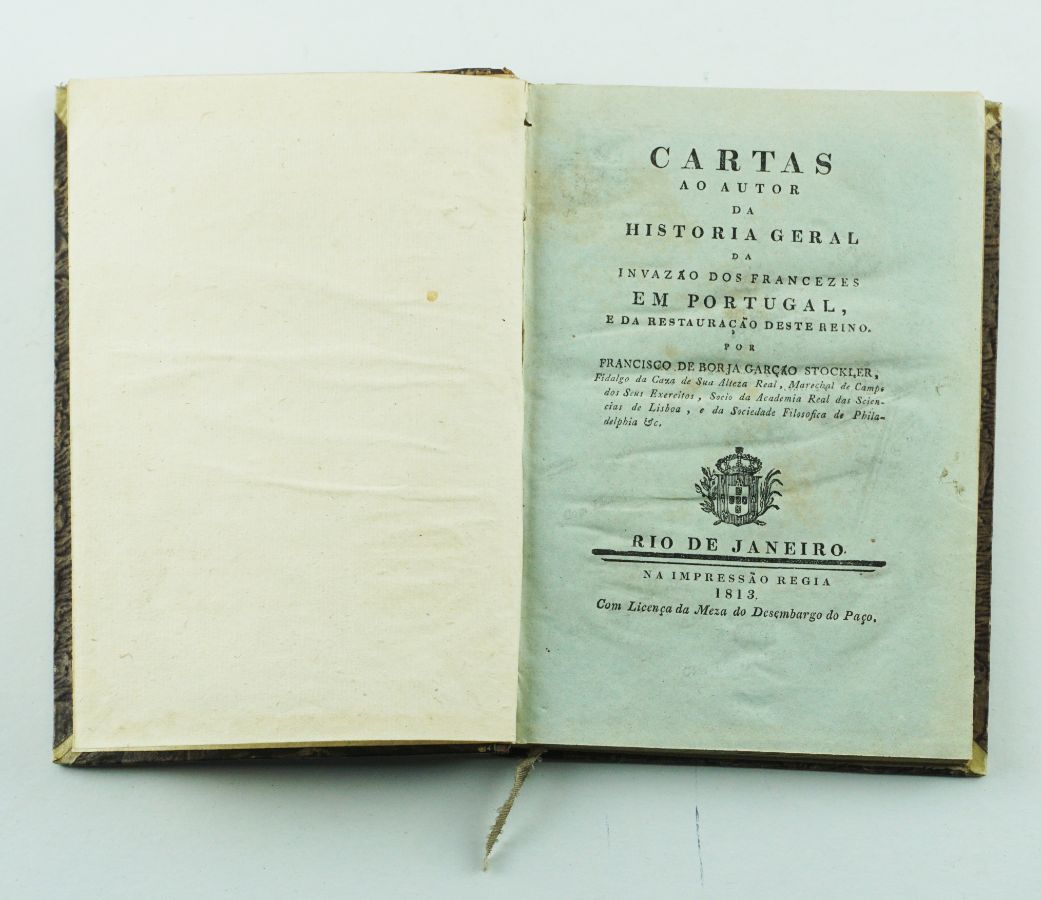 CARTAS
AO AUTOR
DA
HISTORIA GERAL
DA
INVAZÃO DOS FRANCEZES
EM PORTUGAL,
E DA RESTAURAÇÃO DESTE REINO.
POR
FRANCISCO DE BORJA GARÇÃO STOCKLER,
Fidalgo da Caza de Sua Alteza Real, Marechal de Campo
dos Seus Exercitos, Socio da Academia Real das Scien-
cias de Lisboa, e da Sociedade Filosofica de Phila-
delphia &c.
RIO DE JANEIRO.
NA IMPRESSÃO REGIA
1813.
Com Licença da Meza do Desembargo do Paço.